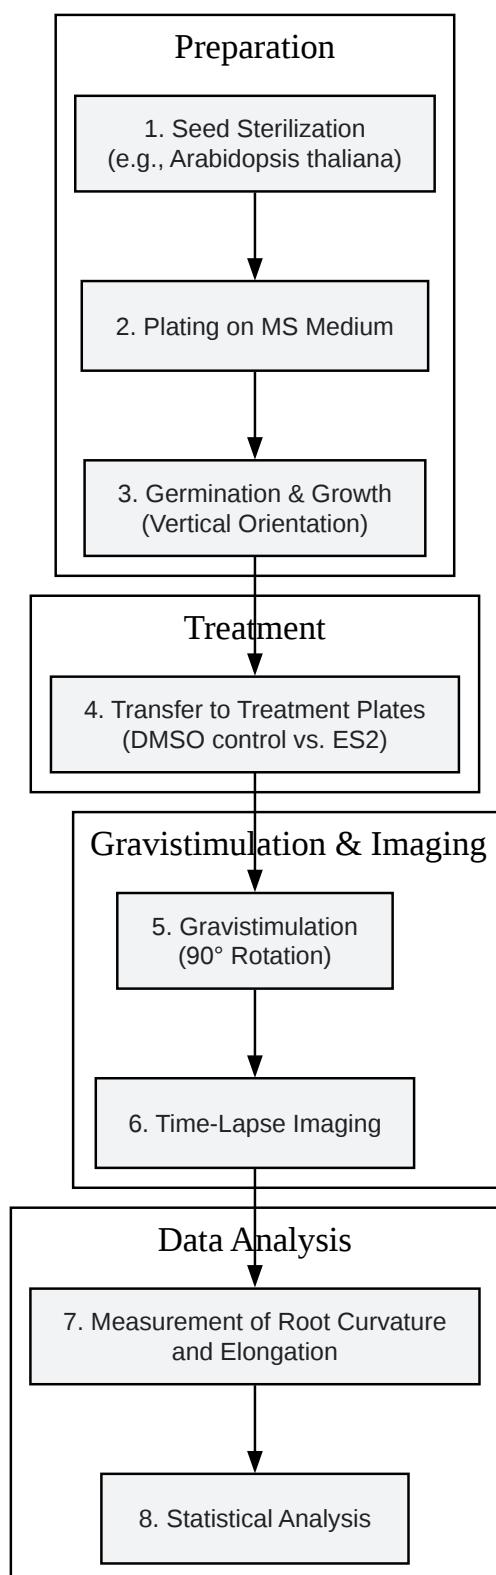 Preparation
1. Seed Sterilization
(e.g., Arabidopsis thaliana)
2. Plating on MS Medium
3. Germination & Growth
(Vertical Orientation)
Treatment
4. Transfer to Treatment Plates
(DMSO control vs. ES2)
Gravistimulation & Imaging
5. Gravistimulation
(90° Rotation)
6. Time-Lapse Imaging
Data Analysis
7. Measurement of Root Curvature
and Elongation
8. Statistical Analysis